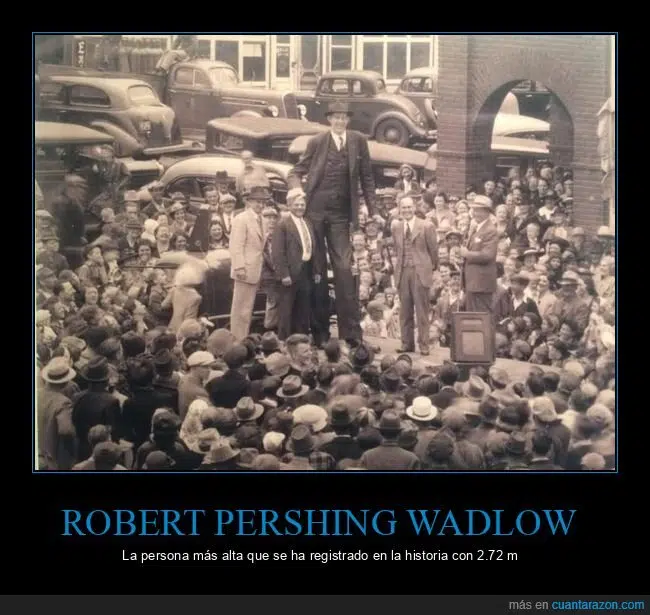 ROBERT PERSHING WADLOW
La persona más alta que se ha registrado en la historia con 2.72 m
más en cuantarazon.com